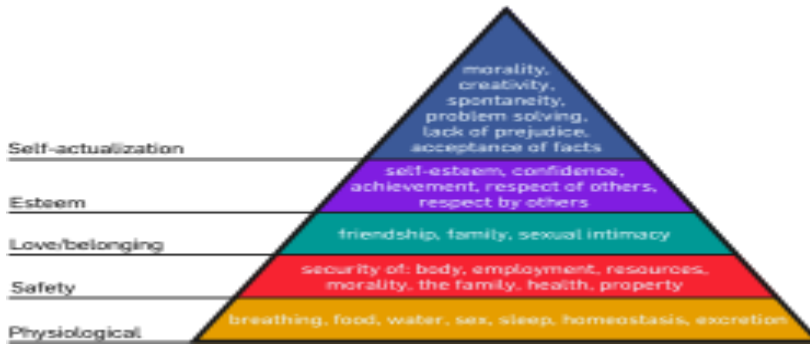 morality,
creativity,
spontaneity,
problem solving,
lack of prejudice,
acceptance of facts
Self-actualization
self-esteem, confidence,
achievement, respect of others,
respect by others
Esteem
friendship, family, sexual intimacy
Love/belonging
security of: body, employment, resources,
morality, the family, health, property
Safety
breathing, food, water, sex, sleep, homeostasis, excretion
Physiological